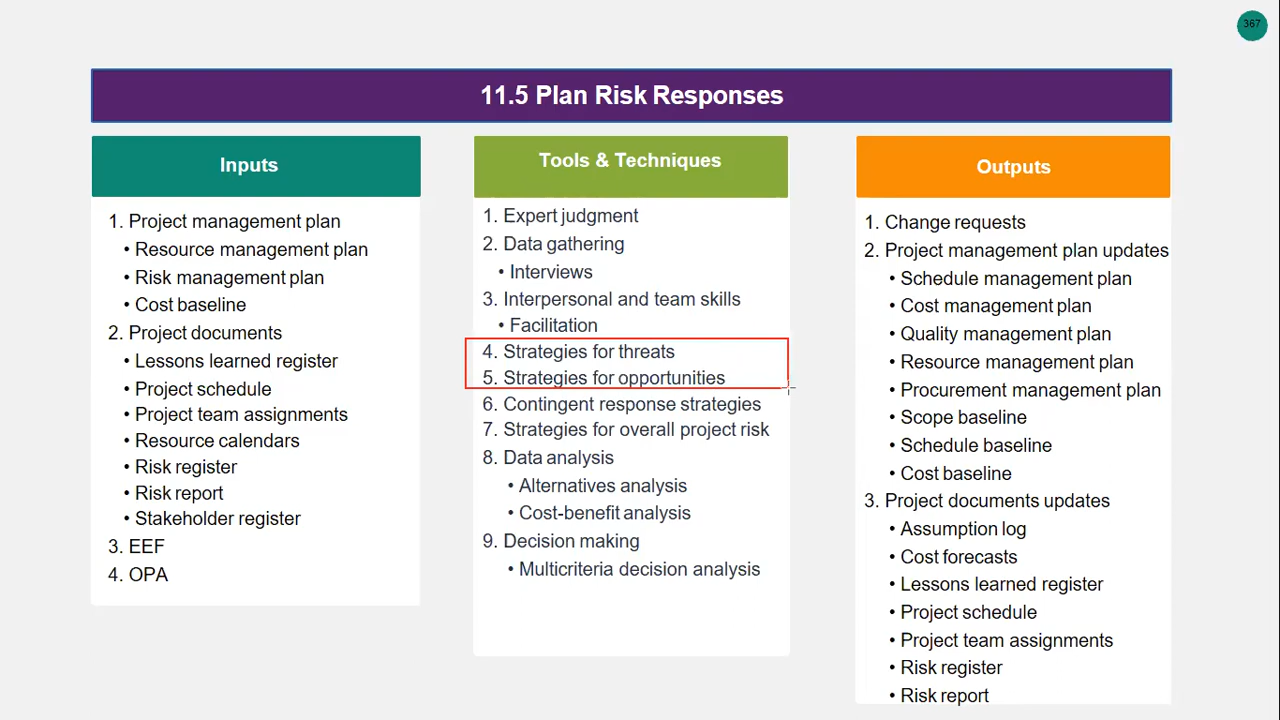 367
11.5 Plan Risk Responses
Inputs
1. Project management plan
• Resource management plan
• Risk management plan
• Cost baseline
2. Project documents
• Lessons learned register
• Project schedule
• Project team assignments
• Resource calendars
• Risk register
• Risk report
• Stakeholder register
3. EEF
4. OPA
Tools & Techniques
1. Expert judgment
2. Data gathering
• Interviews
3. Interpersonal and team skills
• Facilitation
4. Strategies for threats
5. Strategies for opportunities
6. Contingent response strategies
7. Strategies for overall project risk
8. Data analysis
• Alternatives analysis
• Cost-benefit analysis
9. Decision making
• Multicriteria decision analysis
Outputs
1. Change requests
2. Project management plan updates
• Schedule management plan
• Cost management plan
• Quality management plan
• Resource management plan
• Procurement management plan
• Scope baseline
• Schedule baseline
• Cost baseline
3. Project documents updates
• Assumption log
• Cost forecasts
• Lessons learned register
• Project schedule
• Project team assignments
• Risk register
• Risk report